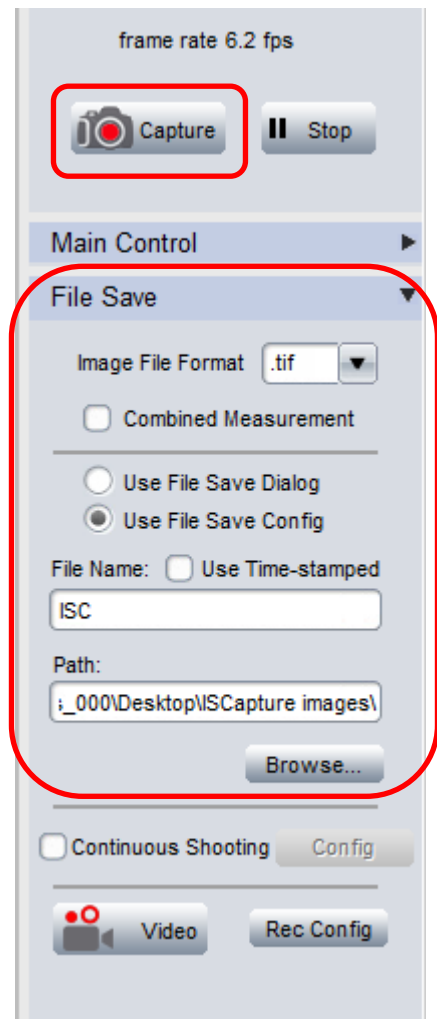 frame rate 6.2 fps
Capture
Stop
Main Control
File Save
Image File Format .tif
Combined Measurement
Use File Save Dialog
Use File Save Config
File Name: Use Time-stamped
ISC
Path:
_000\Desktop\ISCapture images\
Browse...
Continuous Shooting Config
Video Rec Config